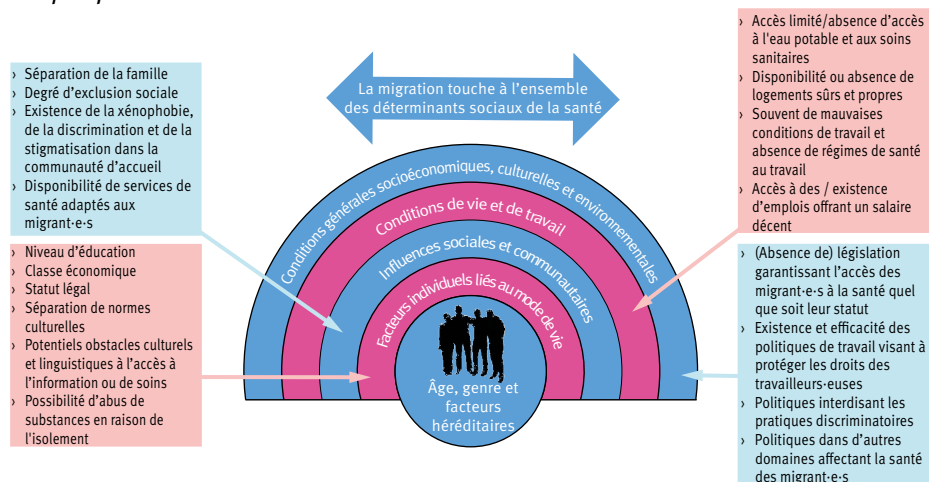 La migration touche à l'ensemble
des déterminants sociaux de la santé
› Séparation de la famille
› Degré d'exclusion sociale
› Existence de la xénophobie,
de la discrimination et de la
stigmatisation dans la
communauté d'accueil
› Disponibilité de services de
santé adaptés aux
migrant·e·s
› Niveau d'éducation
› Classe économique
› Statut légal
› Séparation de normes
culturelles
› Potentiels obstacles culturels
et linguistiques à l'accès à
l'information ou de soins
› Possibilité d'abus de
substances en raison de
l'isolement
Conditions générales socioéconomiques, culturelles et environnementales
Conditions de vie et de travail
Influences sociales et communautaires
Facteurs individuels liés au mode de vie
Âge, genre et
facteurs
héréditaires
› Accès limité/absence d'accès
à l'eau potable et aux soins
sanitaires
› Disponibilité ou absence de
logements sûrs et propres
› Souvent de mauvaises
conditions de travail et
absence de régimes de santé
au travail
› Accès à des / existence
d'emplois offrant un salaire
décent
› (Absence de) législation
garantissant l'accès des
migrant·e·s à la santé quel
que soit leur statut
› Existence et efficacité des
politiques de travail visant à
protéger les droits des
travailleurs·euses
› Politiques interdisant les
pratiques discriminatoires
› Politiques dans d'autres
domaines affectant la santé
des migrant·e·s